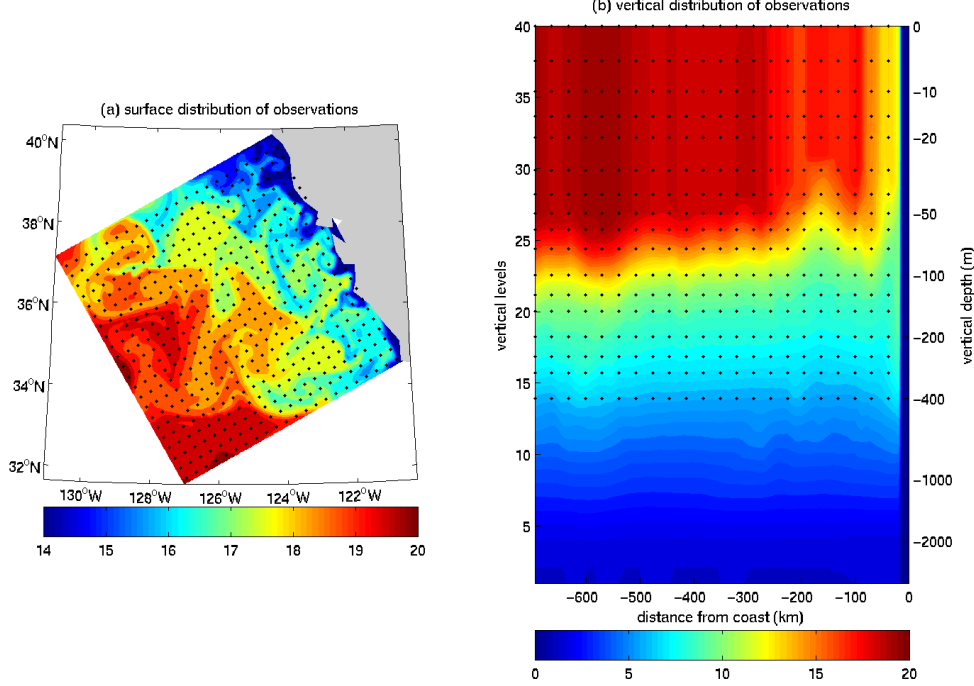 (b) vertical distribution of observations
(a) surface distribution of observations
40°N
38°N
36°N
34°N
32°N
130°W 128°W 126°W 124°W 122°W
14 15 16 17 18 19 20
vertical levels
40
35
30
25
20
15
10
5
0
-10
-20
-50
-100
-200
-400
-1000
-2000
vertical depth(m)
-600 -500 -400 -300 -200 -100 0
distance from coast (km)
0 5 10 15 20